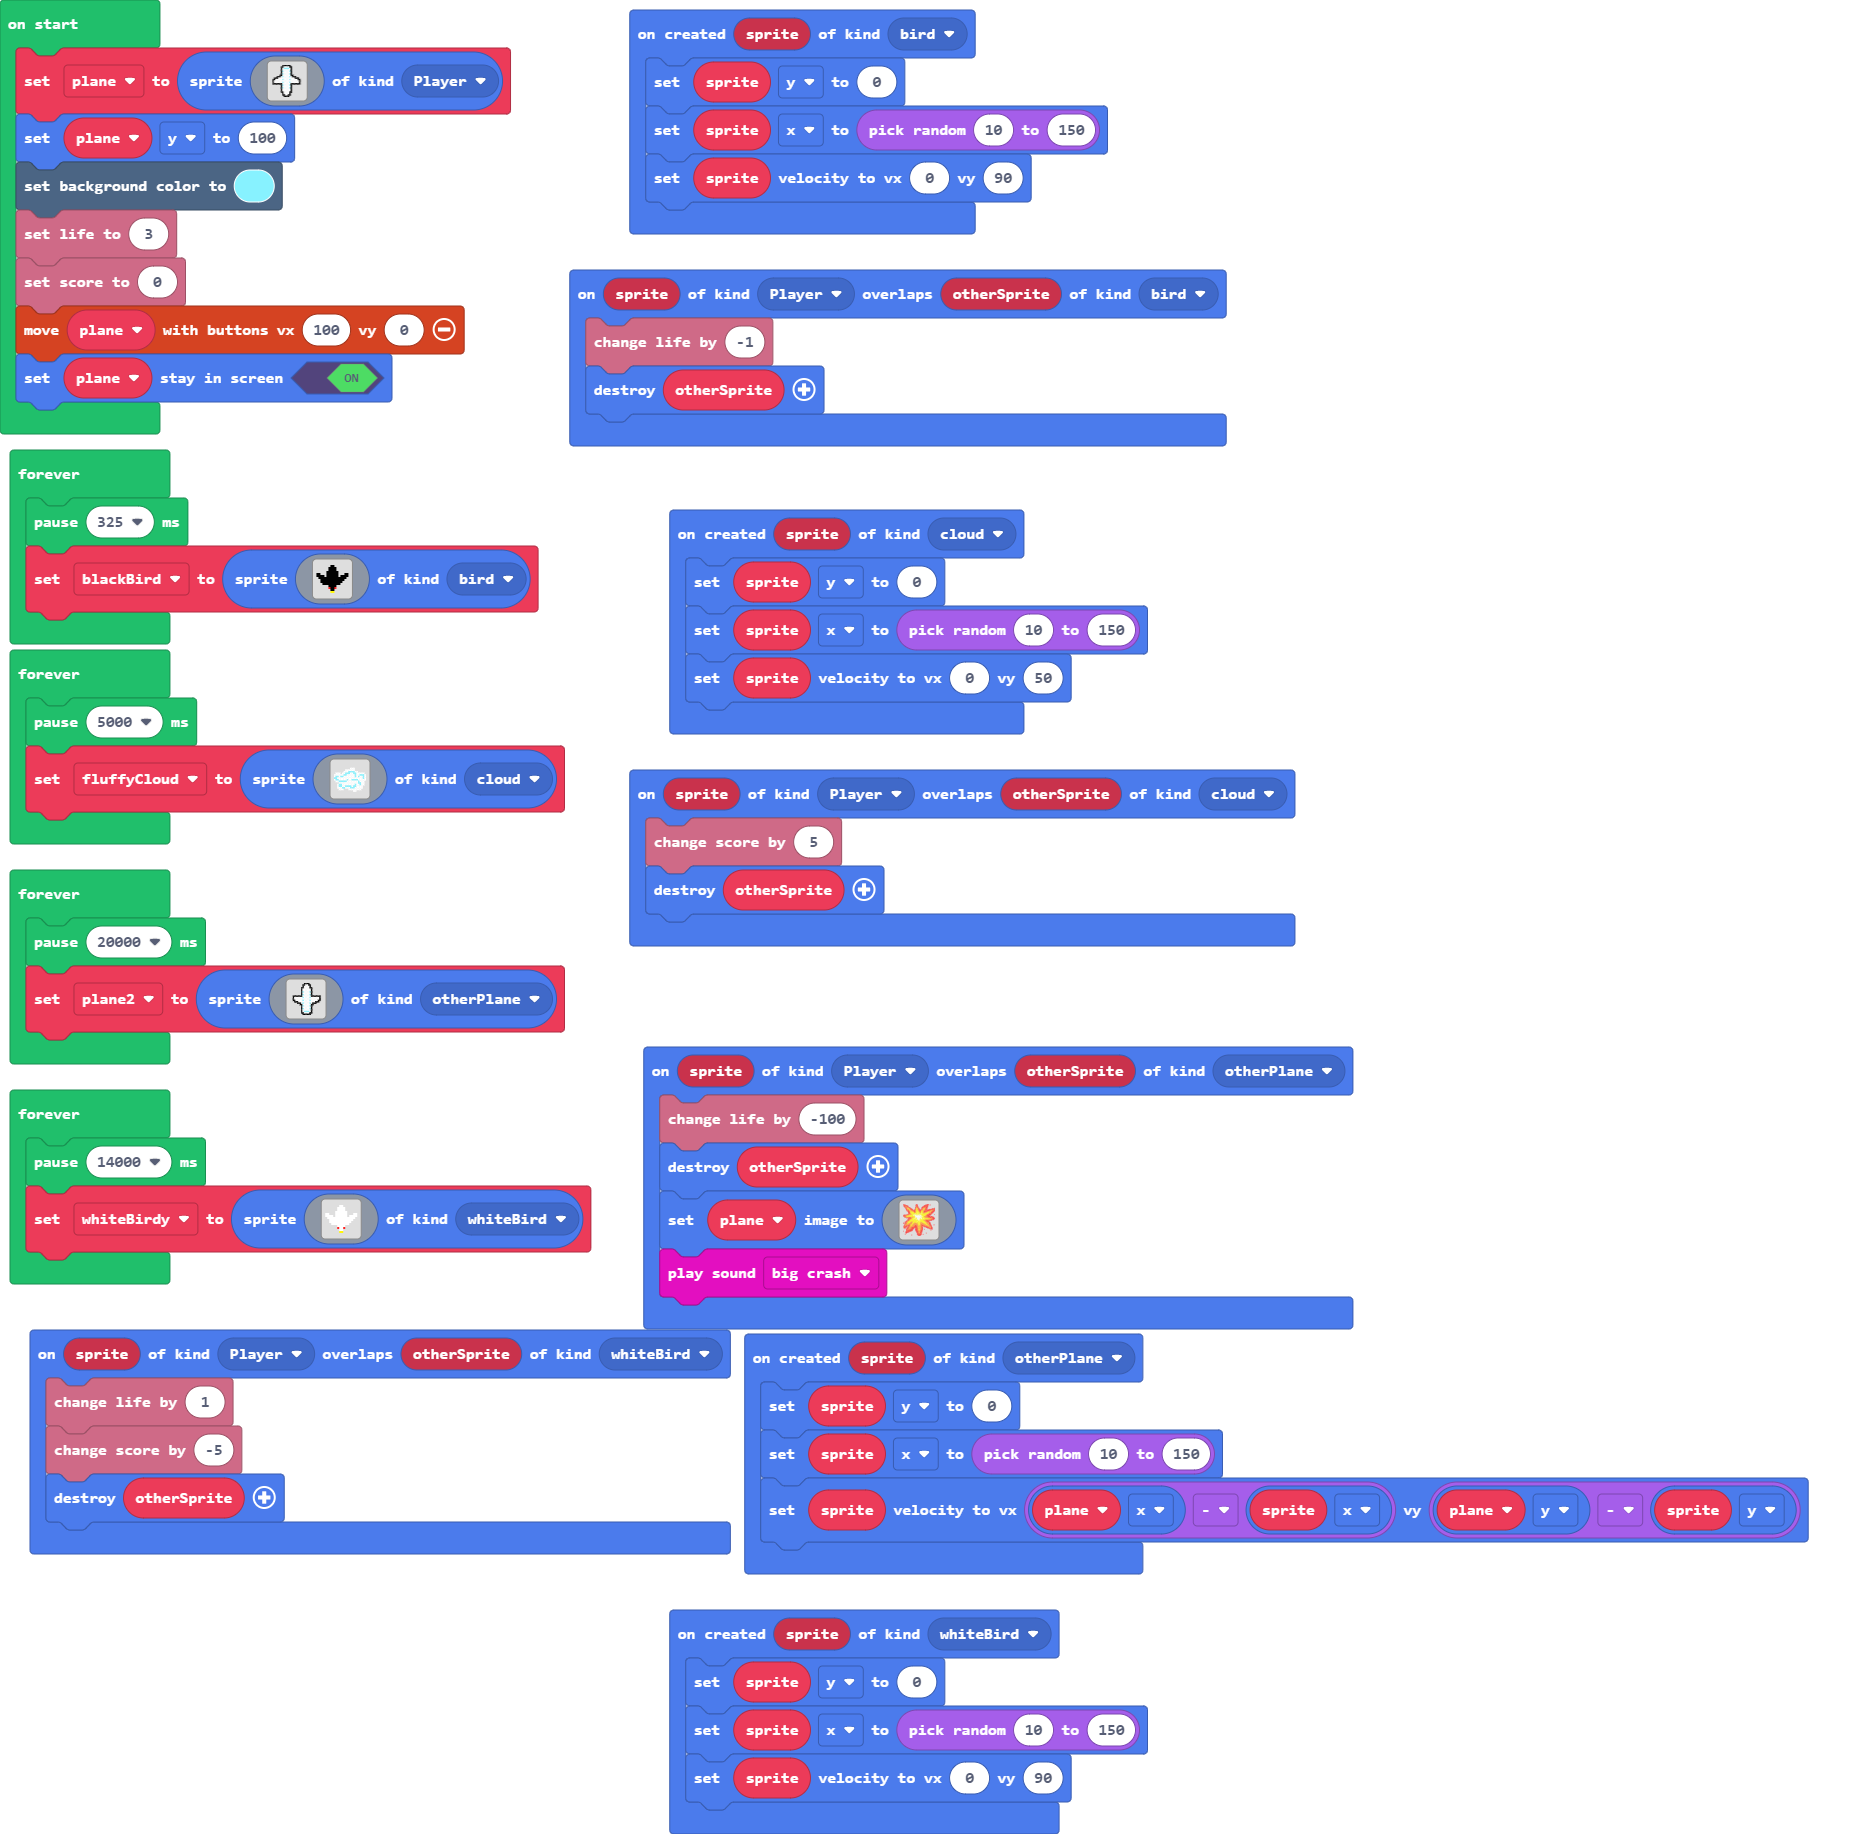 on start
set plane to sprite of kind Player
set plane y to 100
set background color to
set life to 3
set score to 0
move plane with buttons vx 100 vy 0
set plane stay in screen ON
forever
pause 325 ms
set blackBird to sprite of kind bird
forever
pause 5000 ms
set fluffyCloud to sprite of kind cloud
forever
pause 20000 ms
set plane2 to sprite of kind otherPlane
forever
pause 14000 ms
set whiteBirdy to sprite of kind whiteBird
on sprite of kind Player overlaps otherSprite of kind whiteBird
change life by 1
change score by -5
destroy otherSprite
on created sprite of kind bird
set sprite y to 0
set sprite x to pick random 10 to 150
set sprite velocity to vx 0 vy 90
on sprite of kind Player overlaps otherSprite of kind bird
change life by -1
destroy otherSprite
on created sprite of kind cloud
set sprite y to 0
set sprite x to pick random 10 to 150
set sprite velocity to vx 0 vy 50
on sprite of kind Player overlaps otherSprite of kind cloud
change score by 5
destroy otherSprite
on sprite of kind Player overlaps otherSprite of kind otherPlane
change life by -100
destroy otherSprite
set plane image to
play sound big crash
on created sprite of kind otherPlane
set sprite y to 0
set sprite x to pick random 10 to 150
set sprite velocity to vx plane x - sprite x vy plane y - sprite y
on created sprite of kind whiteBird
set sprite y to 0
set sprite x to pick random 10 to 150
set sprite velocity to vx 0 vy 90